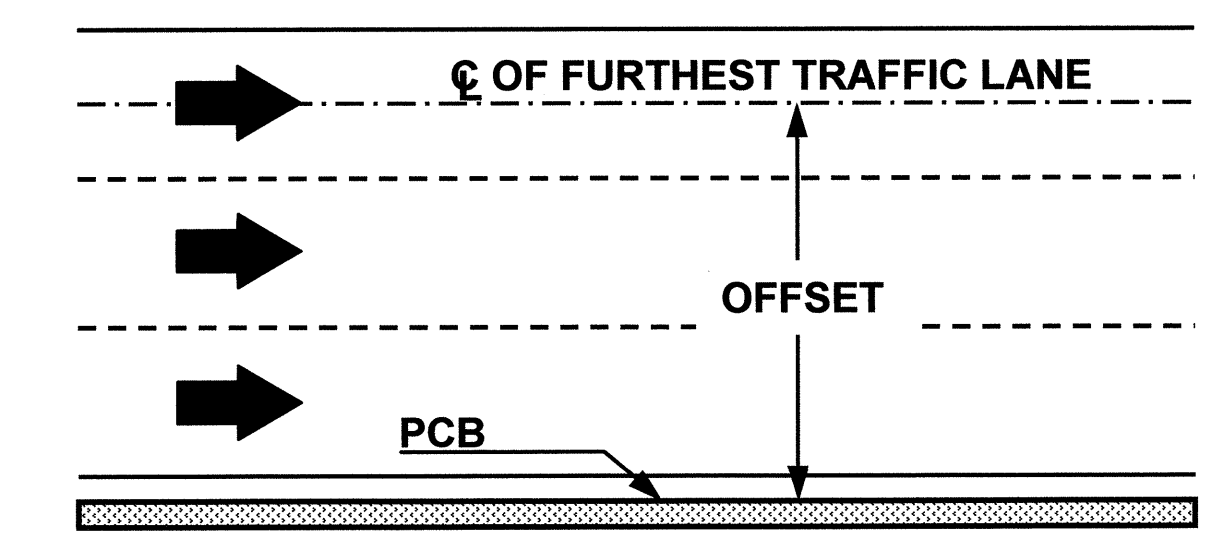 ℄ OF FURTHEST TRAFFIC LANE
OFFSET
PCB